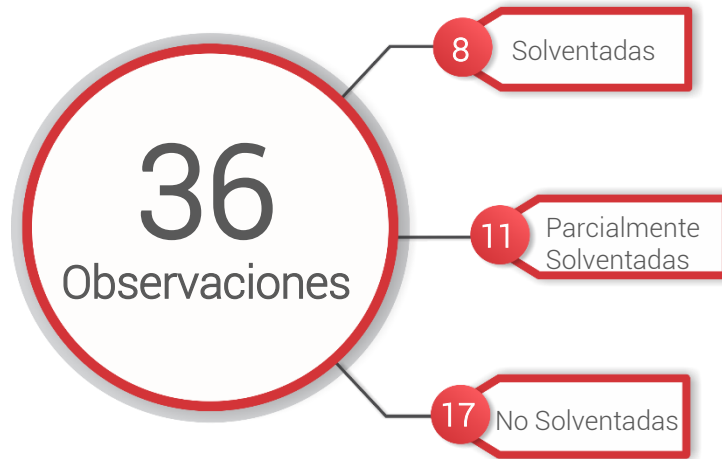 36
Observaciones
8
Solventadas
11
Parcialmente
Solventadas
17
No Solventadas